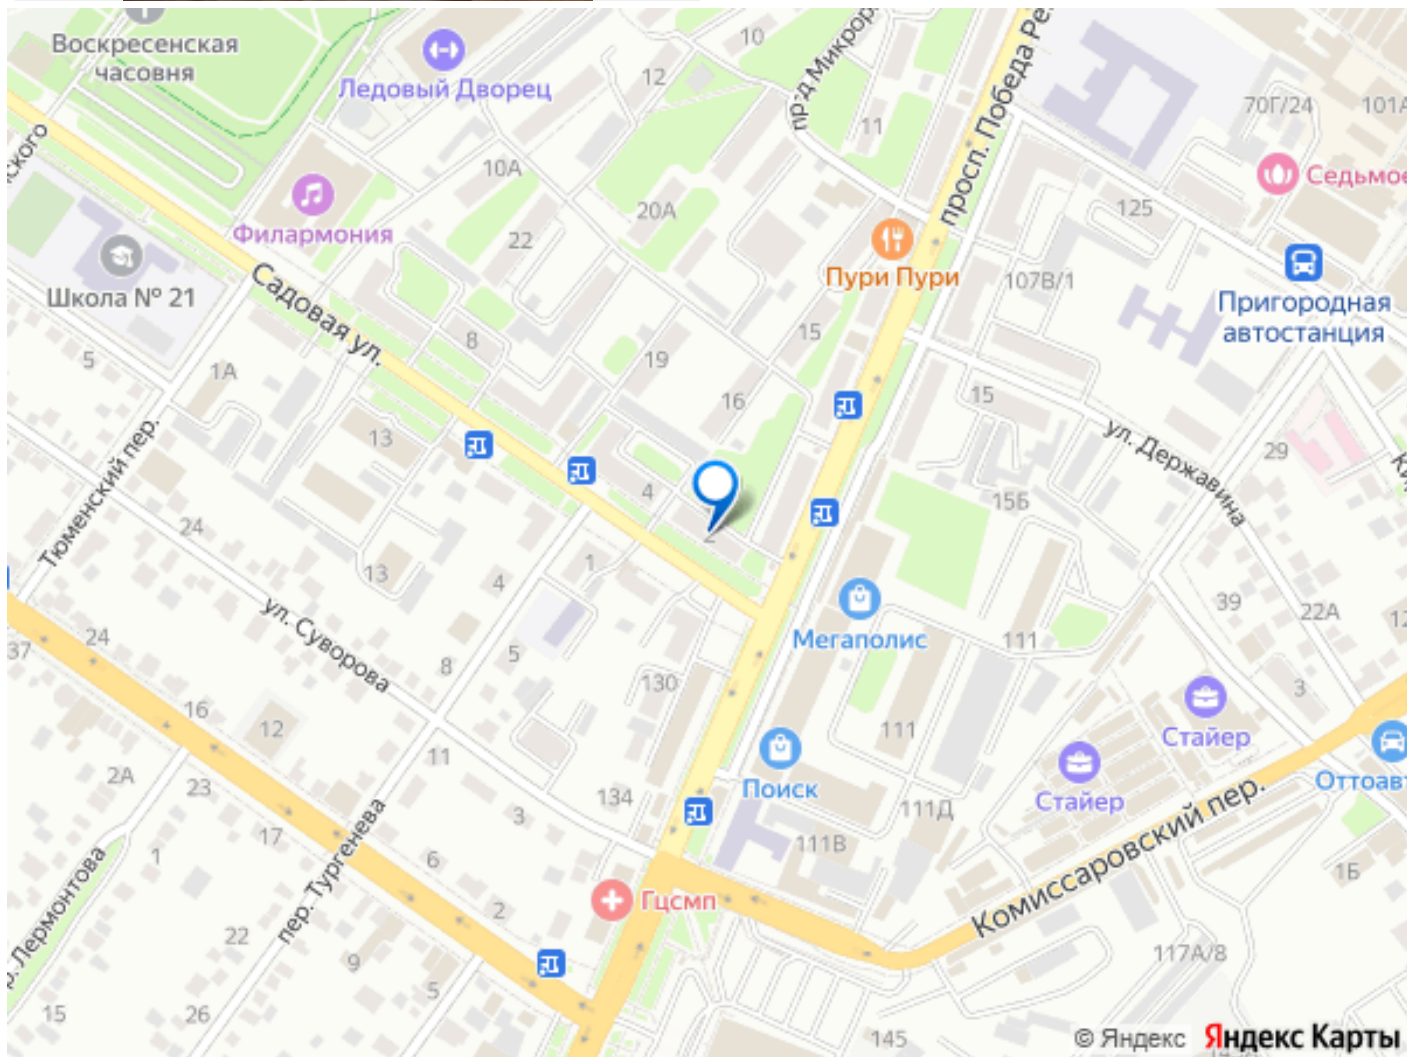 Воскресенская
часовня
Ледовый Дворец
10
12
пр-д Микрор
11
просп. Победа Ре
70Г/24
101А
ского
10А
Седьмое
Филармония
20А
22
125
Пури Пури
107В/1
Пригородная
автостанция
Школа № 21
Садовая ул.
8
15
5
1А
19
16
15
ул. Державина
29
13
Тюменский пер.
4
15Б
24
2
1
13
4
39
22А
12
ул. Суворова
Мегаполис
111
37
24
5
8
130
3
16
12
111
Стайер
11
2А
Поиск
Стайер
Оттоавт
23
134
111Д
3
17
111В
Комиссаровский пер.
1
6
1Б
пер. Тургенева
Гцсмп
2
р. Лермонтова
22
9
117А/8
5
15
26
145
© Яндекс Яндекс Карты